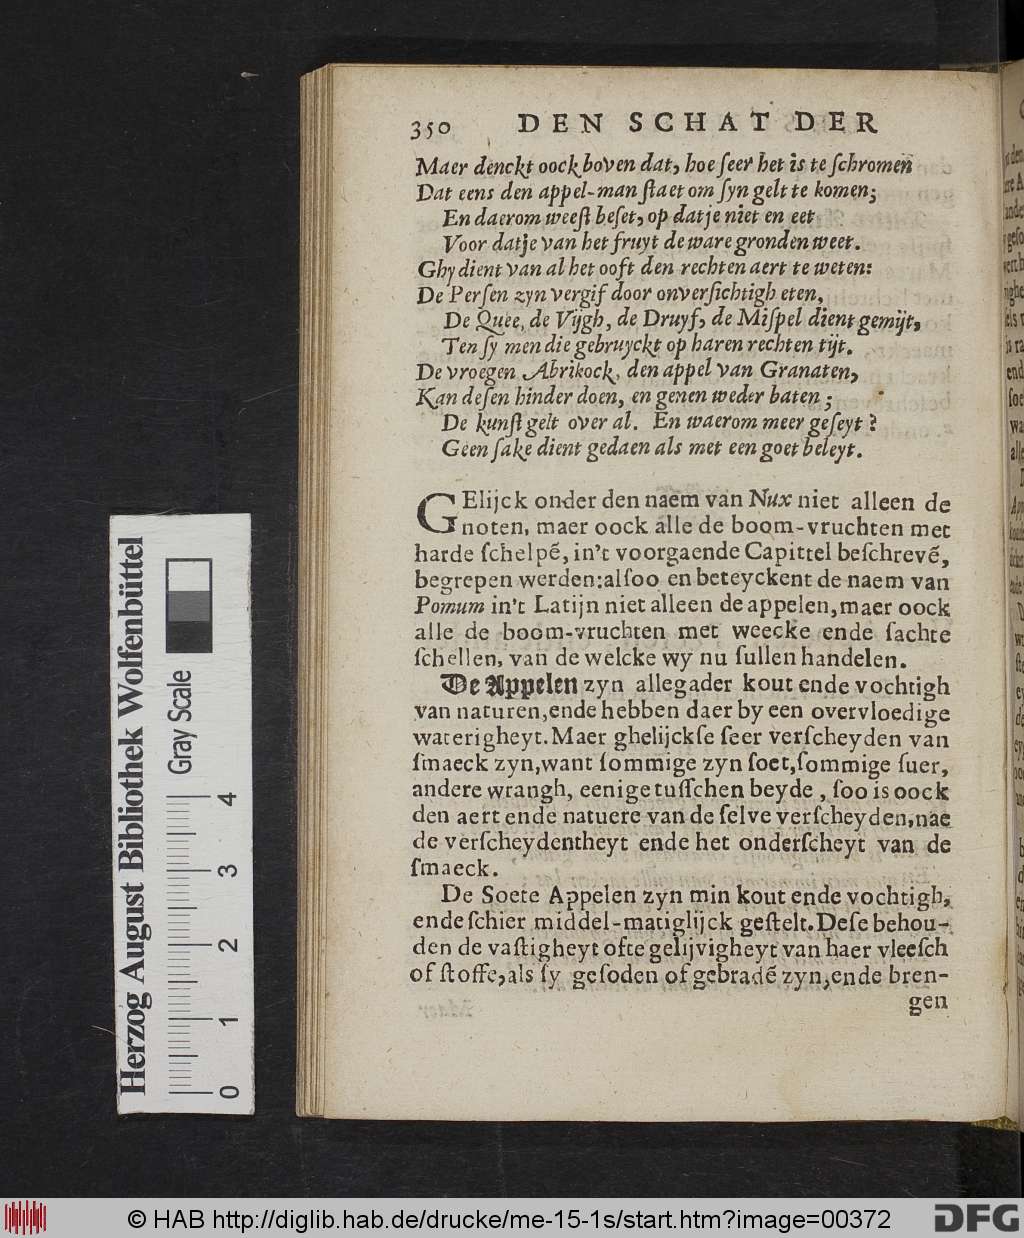 350 DEN SCHAT DER
Maer denckt oock boven dat, hoe ſeer het is te ſchromen
Dat eens den appel-man ſtaet om ſyn gelt te komen;
En daerom weeſt beſet, op datje niet en eet
Voor datje van het fruyt de ware gronden weet.
Ghy dient van al het ooft den rechten aert te weten:
De Perſen zyn vergif door onverſichtigh eten,
De Quee, de Vijgh, de Druyf, de Miſpel dient gemijt,
Ten ſy men die gebruyckt op haren rechten tijt.
De vroegen Abrikock, den appel van Granaten,
Kan deſen hinder doen, en genen weder baten;
De kunſt gelt over al. En waerom meer geſeyt?
Geen ſake dient gedaen als met een goet beleyt.
GElijck onder den naem van Nux niet alleen de
noten, maer oock alle de boom-vruchten met
harde ſchelpē, in't voorgaende Capittel beſchrevē,
begrepen werden:alſoo en beteyckent de naem van
Pomum in't Latijn niet alleen de appelen,maer oock
alle de boom-vruchten met weecke ende ſachte
ſchellen, van de welcke wy nu ſullen handelen.
De Appelen zyn allegader kout ende vochtigh
van naturen,ende hebben daer by een overvloedige
waterigheyt.Maer ghelijckſe ſeer verſcheyden van
ſmaeck zyn,want ſommige zyn ſoet,ſommige ſuer,
andere wrangh, eenige tuſſchen beyde , ſoo is oock
den aert ende natuere van de ſelve verſcheyden,nae
de verſcheydentheyt ende het onderſcheyt van de
ſmaeck.
De Soete Appelen zyn min kout ende vochtigh,
ende ſchier middel-matiglijck geſtelt.Deſe behou-
den de vaſtigheyt ofte gelijvigheyt van haer vleeſch
of ſtoffe,als ſy geſoden of gebradē zyn,ende bren-
gen
Herzog August Bibliothek Wolfenbüttel
Gray Scale
0 1 2 3 4
© HAB http://diglib.hab.de/drucke/me-15-1s/start.htm?image=00372
DFG